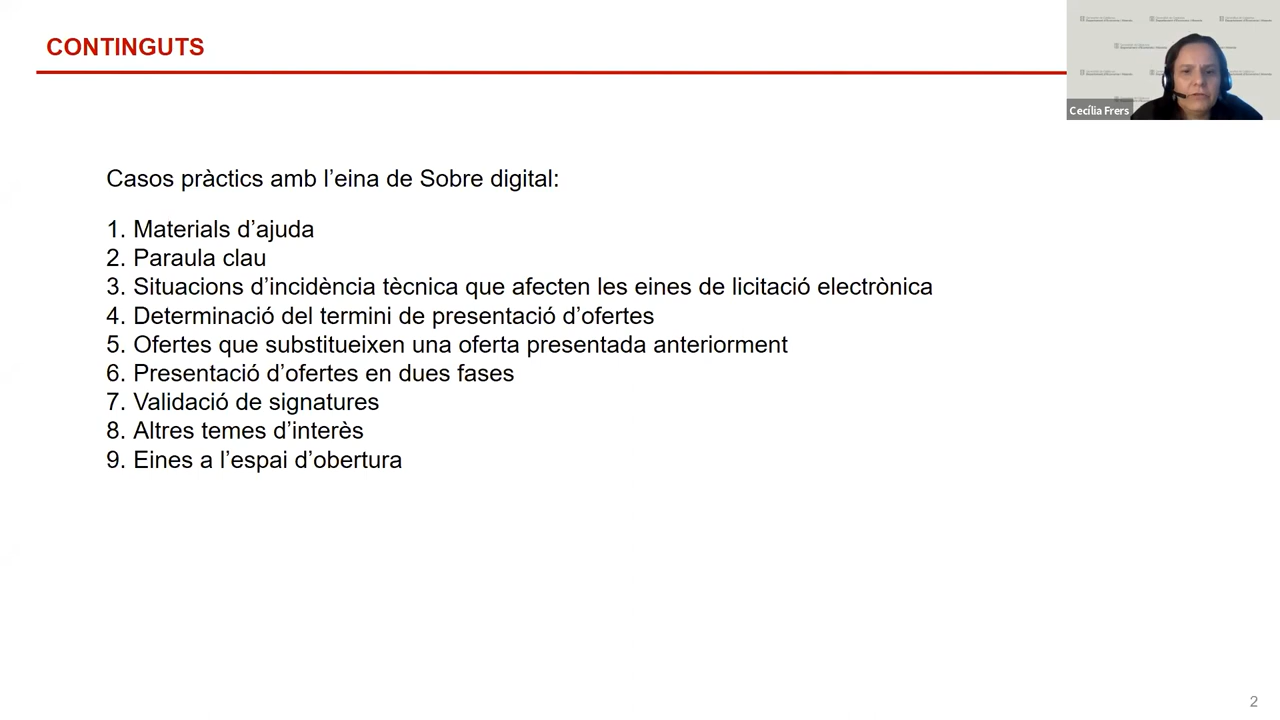 CONTINGUTS
Cecília Frers
Casos pràctics amb l’eina de Sobre digital:
1. Materials d’ajuda
2. Paraula clau
3. Situacions d’incidència tècnica que afecten les eines de licitació electrònica
4. Determinació del termini de presentació d’ofertes
5. Ofertes que substitueixen una oferta presentada anteriorment
6. Presentació d’ofertes en dues fases
7. Validació de signatures
8. Altres temes d’interès
9. Eines a l’espai d’obertura
2